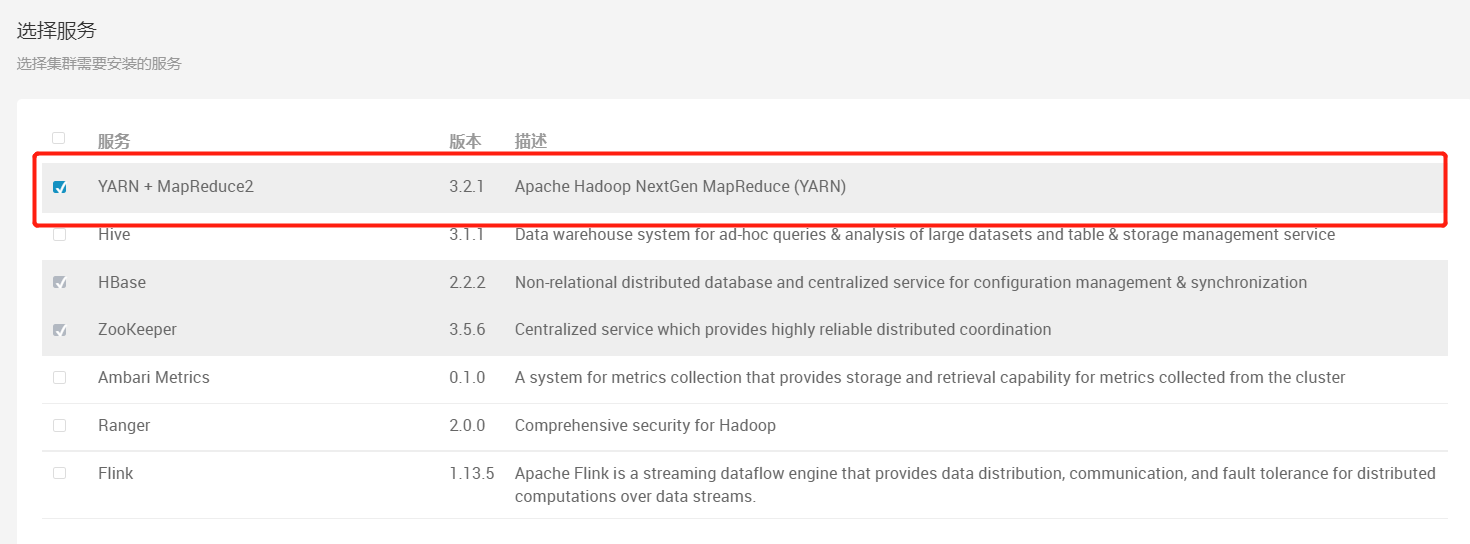 选择服务
选择集群需要安装的服务
服务 版本 描述
YARN + MapReduce2 3.2.1 Apache Hadoop NextGen MapReduce (YARN)
Hive 3.1.1 Data warehouse system for ad-hoc queries & analysis of large datasets and table & storage management service
HBase 2.2.2 Non-relational distributed database and centralized service for configuration management & synchronization
ZooKeeper 3.5.6 Centralized service which provides highly reliable distributed coordination
Ambari Metrics 0.1.0 A system for metrics collection that provides storage and retrieval capability for metrics collected from the cluster
Ranger 2.0.0 Comprehensive security for Hadoop
Flink 1.13.5 Apache Flink is a streaming dataflow engine that provides data distribution, communication, and fault tolerance for distributed
computations over data streams.